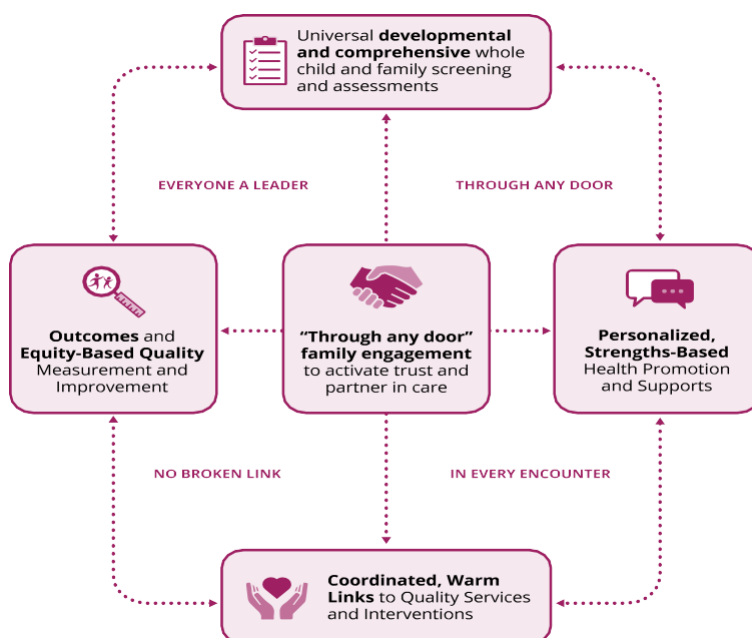 Universal developmental
and comprehensive whole
child and family screening
and assessments
EVERYONE A LEADER
THROUGH ANY DOOR
Outcomes and
Equity-Based Quality
Measurement and
Improvement
“Through any door”
family engagement
to activate trust and
partner in care
Personalized,
Strengths-Based
Health Promotion
and Supports
NO BROKEN LINK
IN EVERY ENCOUNTER
Coordinated, Warm
Links to Quality Services
and Interventions